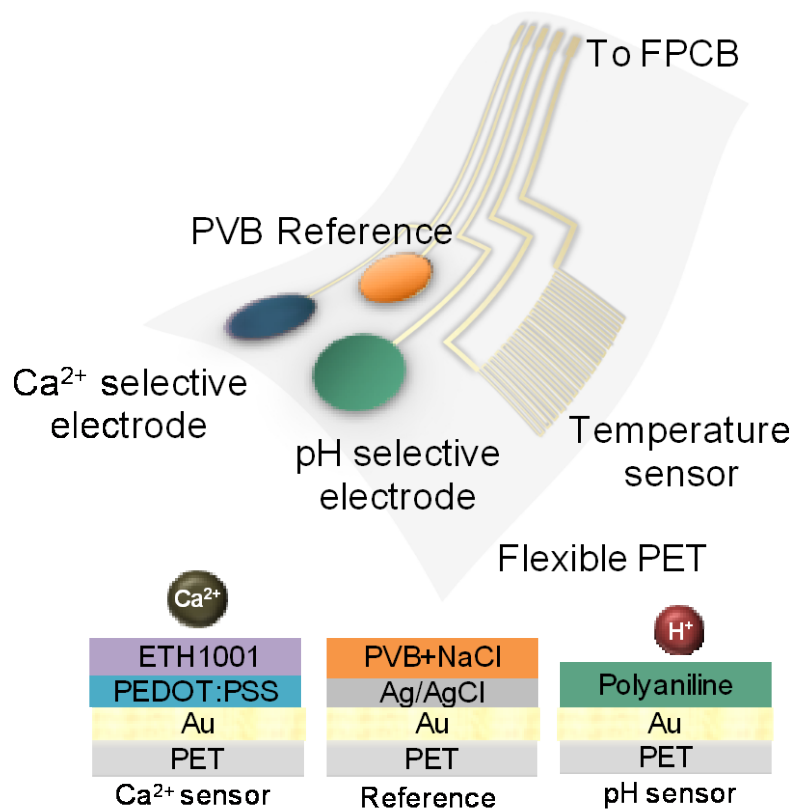 To FPCB
PVB Reference
Ca²⁺ selective
electrode
pH selective
electrode
Temperature
sensor
Flexible PET
Ca²⁺
ETH1001
PEDOT:PSS
Au
PET
Ca²⁺ sensor
PVB+NaCl
Ag/AgCl
Au
PET
Reference
H⁺
Polyaniline
Au
PET
pH sensor